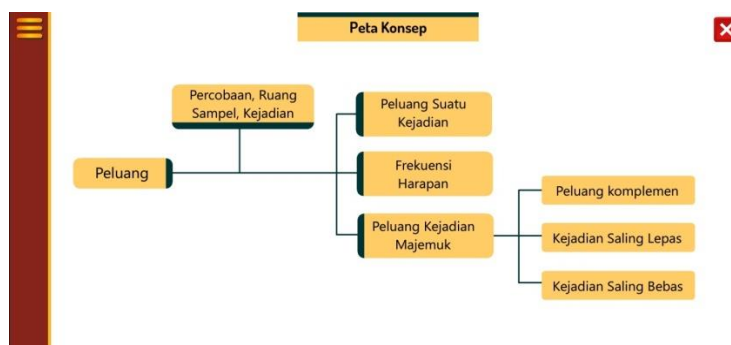 Peta Konsep
Percobaan, Ruang
Sampel, Kejadian
Peluang
Peluang Suatu
Kejadian
Frekuensi
Harapan
Peluang Kejadian
Majemuk
Peluang komplemen
Kejadian Saling Lepas
Kejadian Saling Bebas